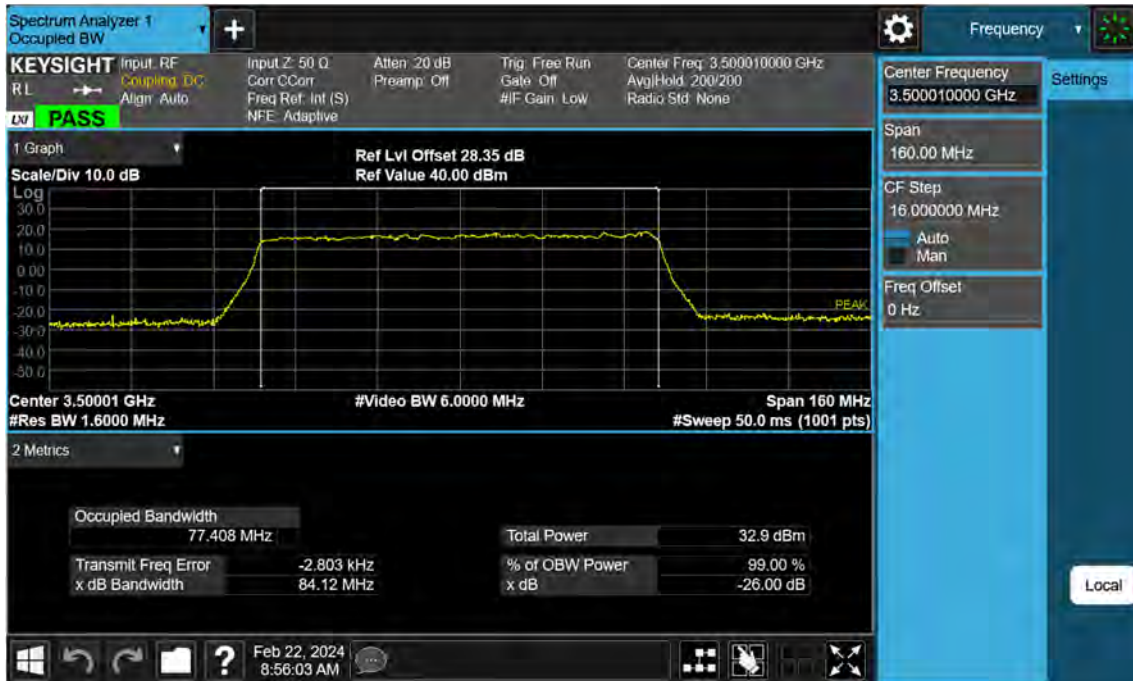 Spectrum Analyzer 1
Occupied BW
+
Frequency
KEYSIGHT
RL
LXI
PASS
Input: RF
Coupling: DC
Align: Auto
Input Z: 50 Ω
Corr CCorr
Freq Ref: Int (S)
NFE: Adaptive
Atten: 20 dB
Preamp: Off
Trig: Free Run
Gate: Off
#IF Gain: Low
Center Freq: 3.500010000 GHz
Avg|Hold: 200/200
Radio Std: None
Center Frequency
3.500010000 GHz
Settings
Span
160.00 MHz
CF Step
16.000000 MHz
Auto
Man
Freq Offset
0 Hz
1 Graph
Scale/Div 10.0 dB
Ref Lvl Offset 28.35 dB
Ref Value 40.00 dBm
Log
30.0
20.0
10.0
0.00
-10.0
-20.0
-30.0
-40.0
-50.0
PEAK
Center 3.50001 GHz
#Video BW 6.0000 MHz
Span 160 MHz
#Res BW 1.6000 MHz
#Sweep 50.0 ms (1001 pts)
2 Metrics
Occupied Bandwidth
77.408 MHz
Total Power 32.9 dBm
Transmit Freq Error -2.803 kHz
% of OBW Power 99.00 %
x dB Bandwidth 84.12 MHz
x dB -26.00 dB
Local
?
Feb 22, 2024
8:56:03 AM